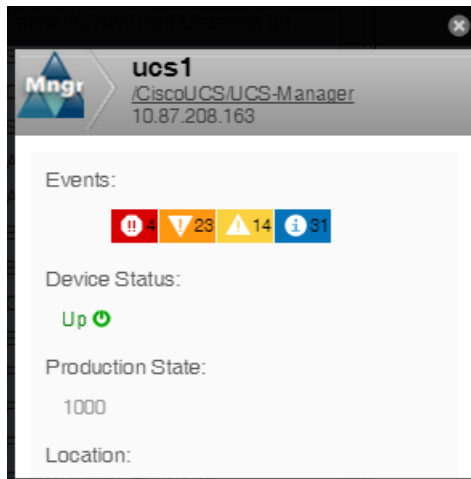 Mngr
ucs1
/CiscoUCS/UCS-Manager
10.87.208.163
Events:
4 23 14 31
Device Status:
Up
Production State:
1000
Location: